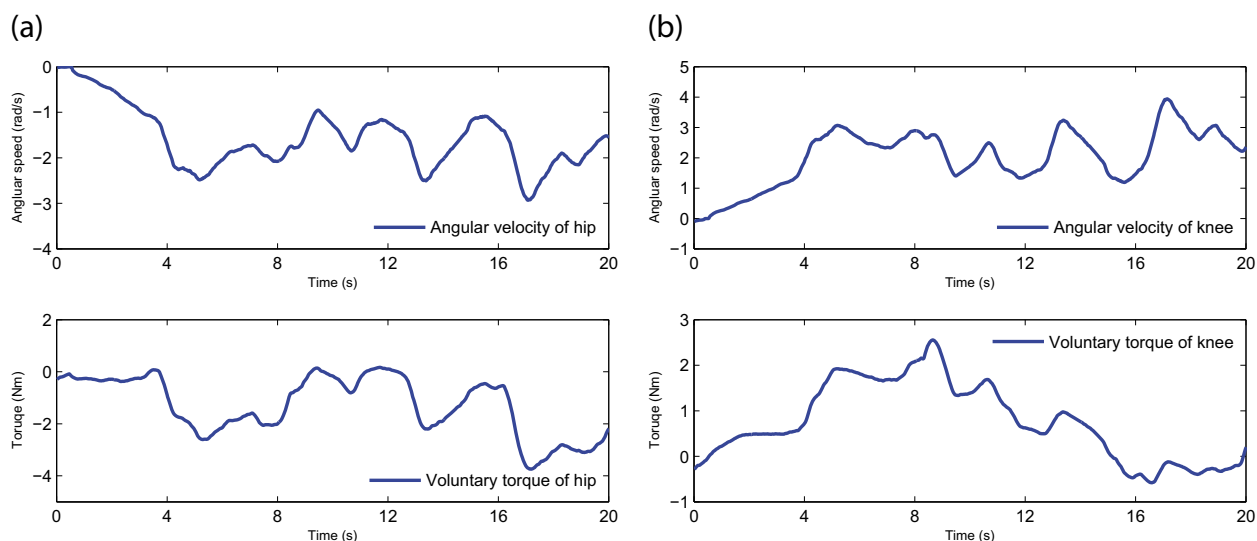 (a)
(b)
0
−1
−2
−3
−4
Angluar speed (rad/s)
0 4 8 12 16 20
Time (s)
Angular velocity of hip
5
4
3
2
1
0
−1
Angluar speed (rad/s)
0 4 8 12 16 20
Time (s)
Angular velocity of knee
2
0
−2
−4
Toruqe (Nm)
0 4 8 12 16 20
Time (s)
Voluntary torque of hip
3
2
1
0
−1
Toruqe (Nm)
0 4 8 12 16 20
Time (s)
Voluntary torque of knee